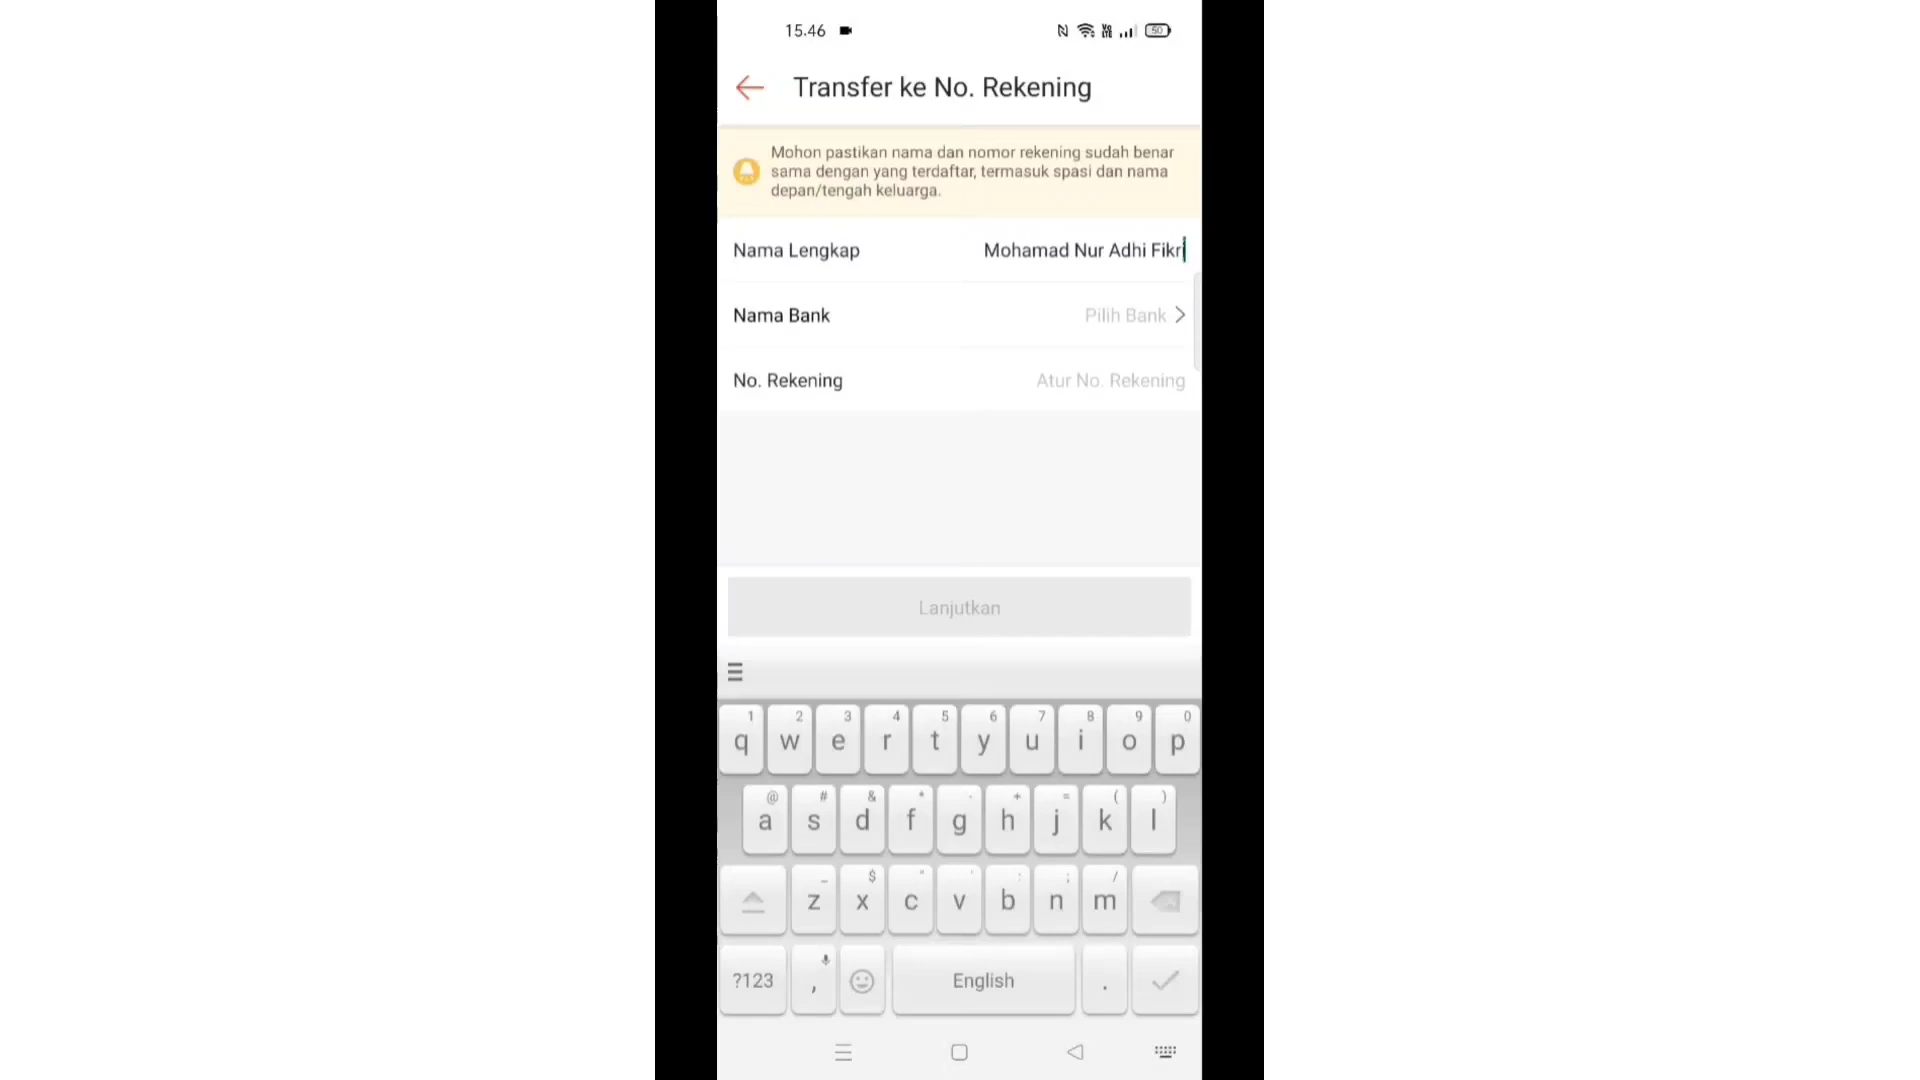 15.46
50
Transfer ke No. Rekening
Mohon pastikan nama dan nomor rekening sudah benar
sama dengan yang terdaftar, termasuk spasi dan nama
depan/tengah keluarga.
Nama Lengkap Mohamad Nur Adhi Fikri
Nama Bank Pilih Bank
No. Rekening Atur No. Rekening
Lanjutkan
1 2 3 4 5 6 7 8 9 0
q w e r t y u i o p
@ # & * - + = ( )
a s d f g h j k l
_ $ " ' : ; /
z x c v b n m
?123 , English .